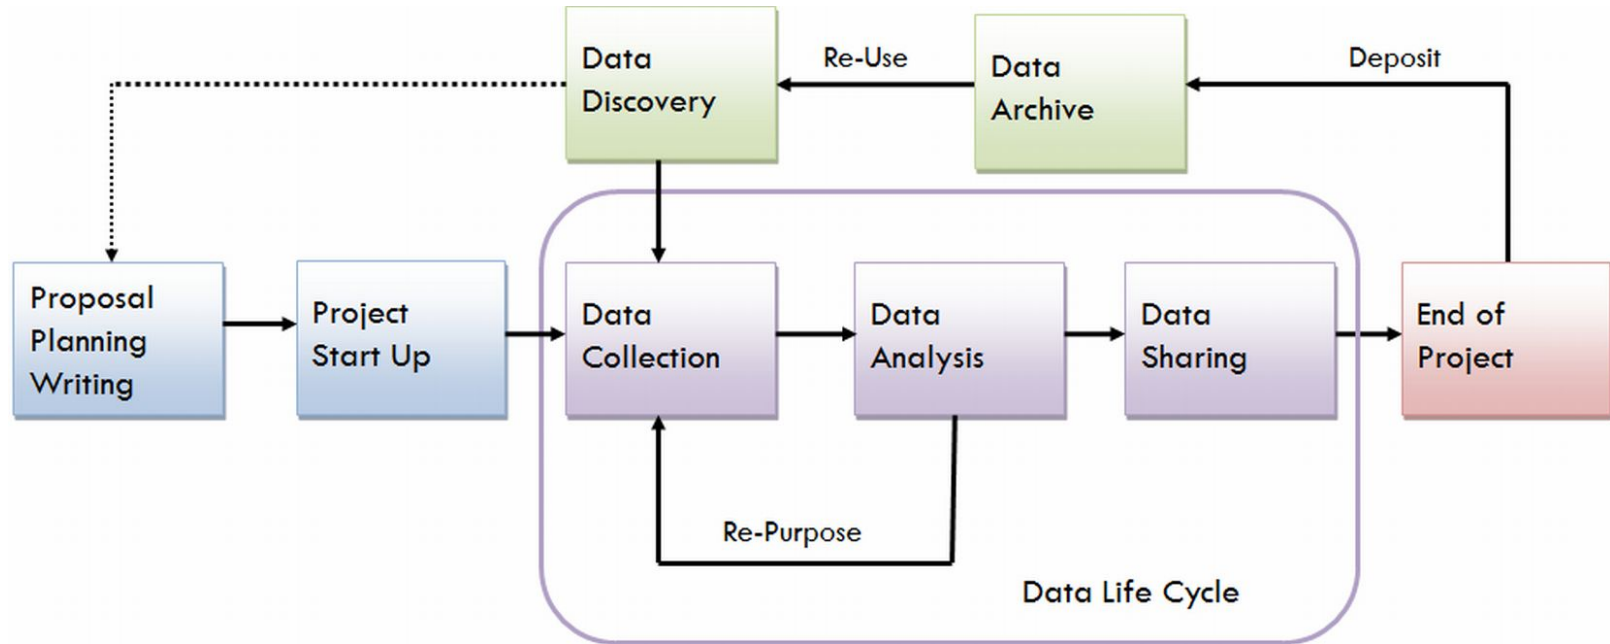 Data
Discovery
Re-Use
Data
Archive
Deposit
Proposal
Planning
Writing
Project
Start Up
Data
Collection
Data
Analysis
Data
Sharing
End of
Project
Re-Purpose
Data Life Cycle